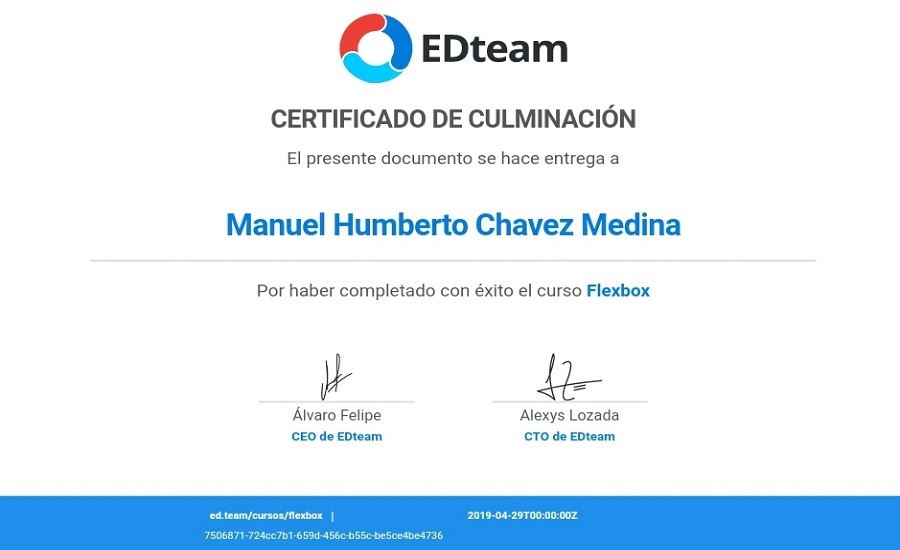 EDteam
CERTIFICADO DE CULMINACIÓN
El presente documento se hace entrega a
Manuel Humberto Chavez Medina
Por haber completado con éxito el curso Flexbox
Álvaro Felipe
CEO de EDteam
Alexys Lozada
CTO de EDteam
ed.team/cursos/flexbox | 2019-04-29T00:00:00Z
7506871-724cc7b1-659d-456c-b55c-be5ce4be4736